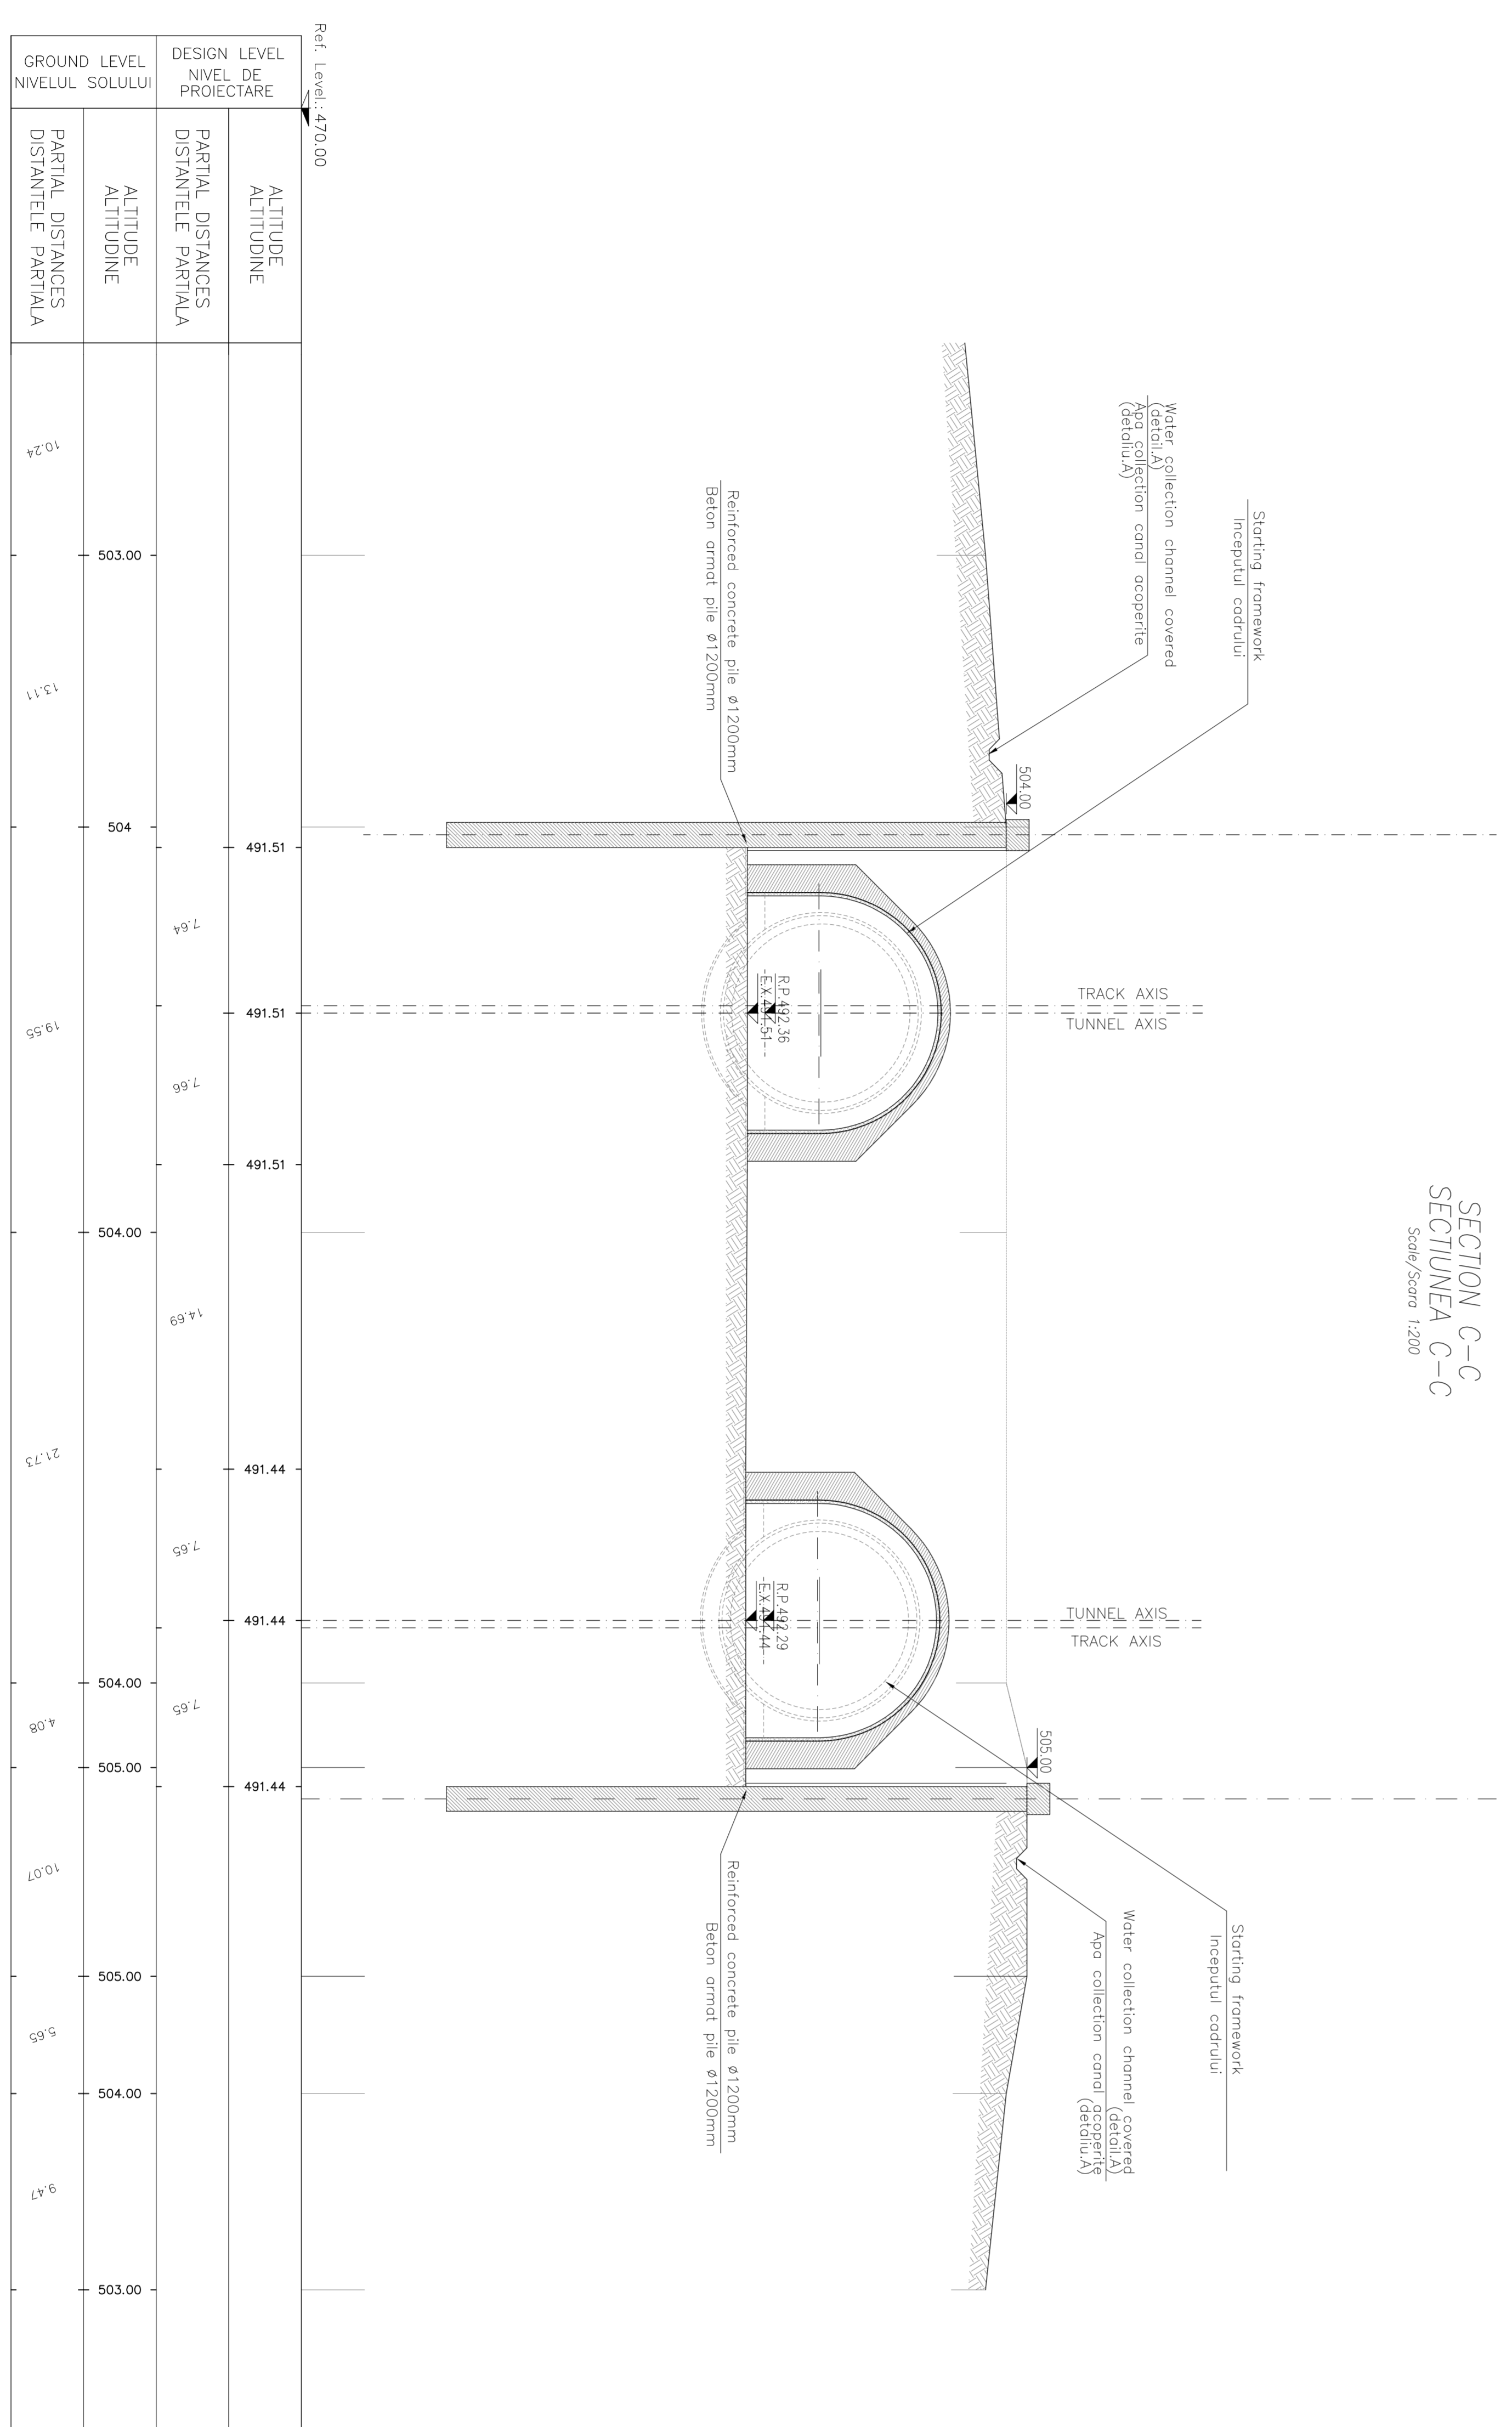 SECTION C-C
SECTIUNEA C-C
Scale/Scara 1:200
Starting framework
Inceputul cadrului
Water collection channel covered
(detail.A)
Apa collection canal acoperite
(detaliu.A)
504.00
TRACK AXIS
TUNNEL AXIS
R.P.492.36
E.X.491.51
Reinforced concrete pile Ø1200mm
Beton armat pile Ø1200mm
TUNNEL AXIS
TRACK AXIS
R.P.492.29
E.X.491.44
505.00
Starting framework
Inceputul cadrului
Water collection channel covered
(detail.A)
Apa collection canal acoperite
(detaliu.A)
Reinforced concrete pile Ø1200mm
Beton armat pile Ø1200mm
Ref. Level.: 470.00
DESIGN LEVEL
NIVEL DE
PROIECTARE
ALTITUDE
ALTITUDINE
491.51
491.51
491.51
491.44
491.44
491.44
PARTIAL DISTANCES
DISTANTELE PARTIALA
7.64
7.66
14.69
7.65
7.65
GROUND LEVEL
NIVELUL SOLULUI
ALTITUDE
ALTITUDINE
503.00
504
504.00
504.00
505.00
505.00
504.00
503.00
PARTIAL DISTANCES
DISTANTELE PARTIALA
10.24
13.11
19.55
21.73
4.08
10.07
5.65
9.47